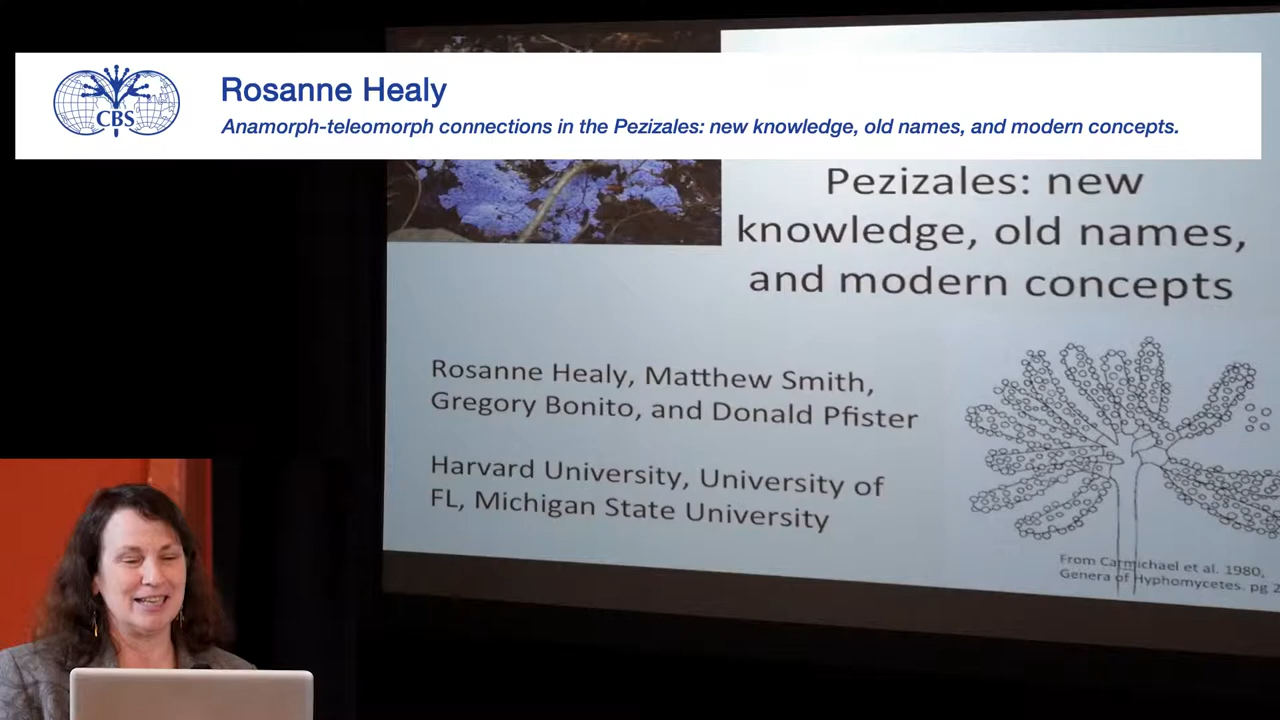 CBS
Rosanne Healy
Anamorph-teleomorph connections in the Pezizales: new knowledge, old names, and modern concepts.
Pezizales: new
knowledge, old names,
and modern concepts
Rosanne Healy, Matthew Smith,
Gregory Bonito, and Donald Pfister
Harvard University, University of
FL, Michigan State University
From Carmichael et al. 1980,
Genera of Hyphomycetes. pg 2